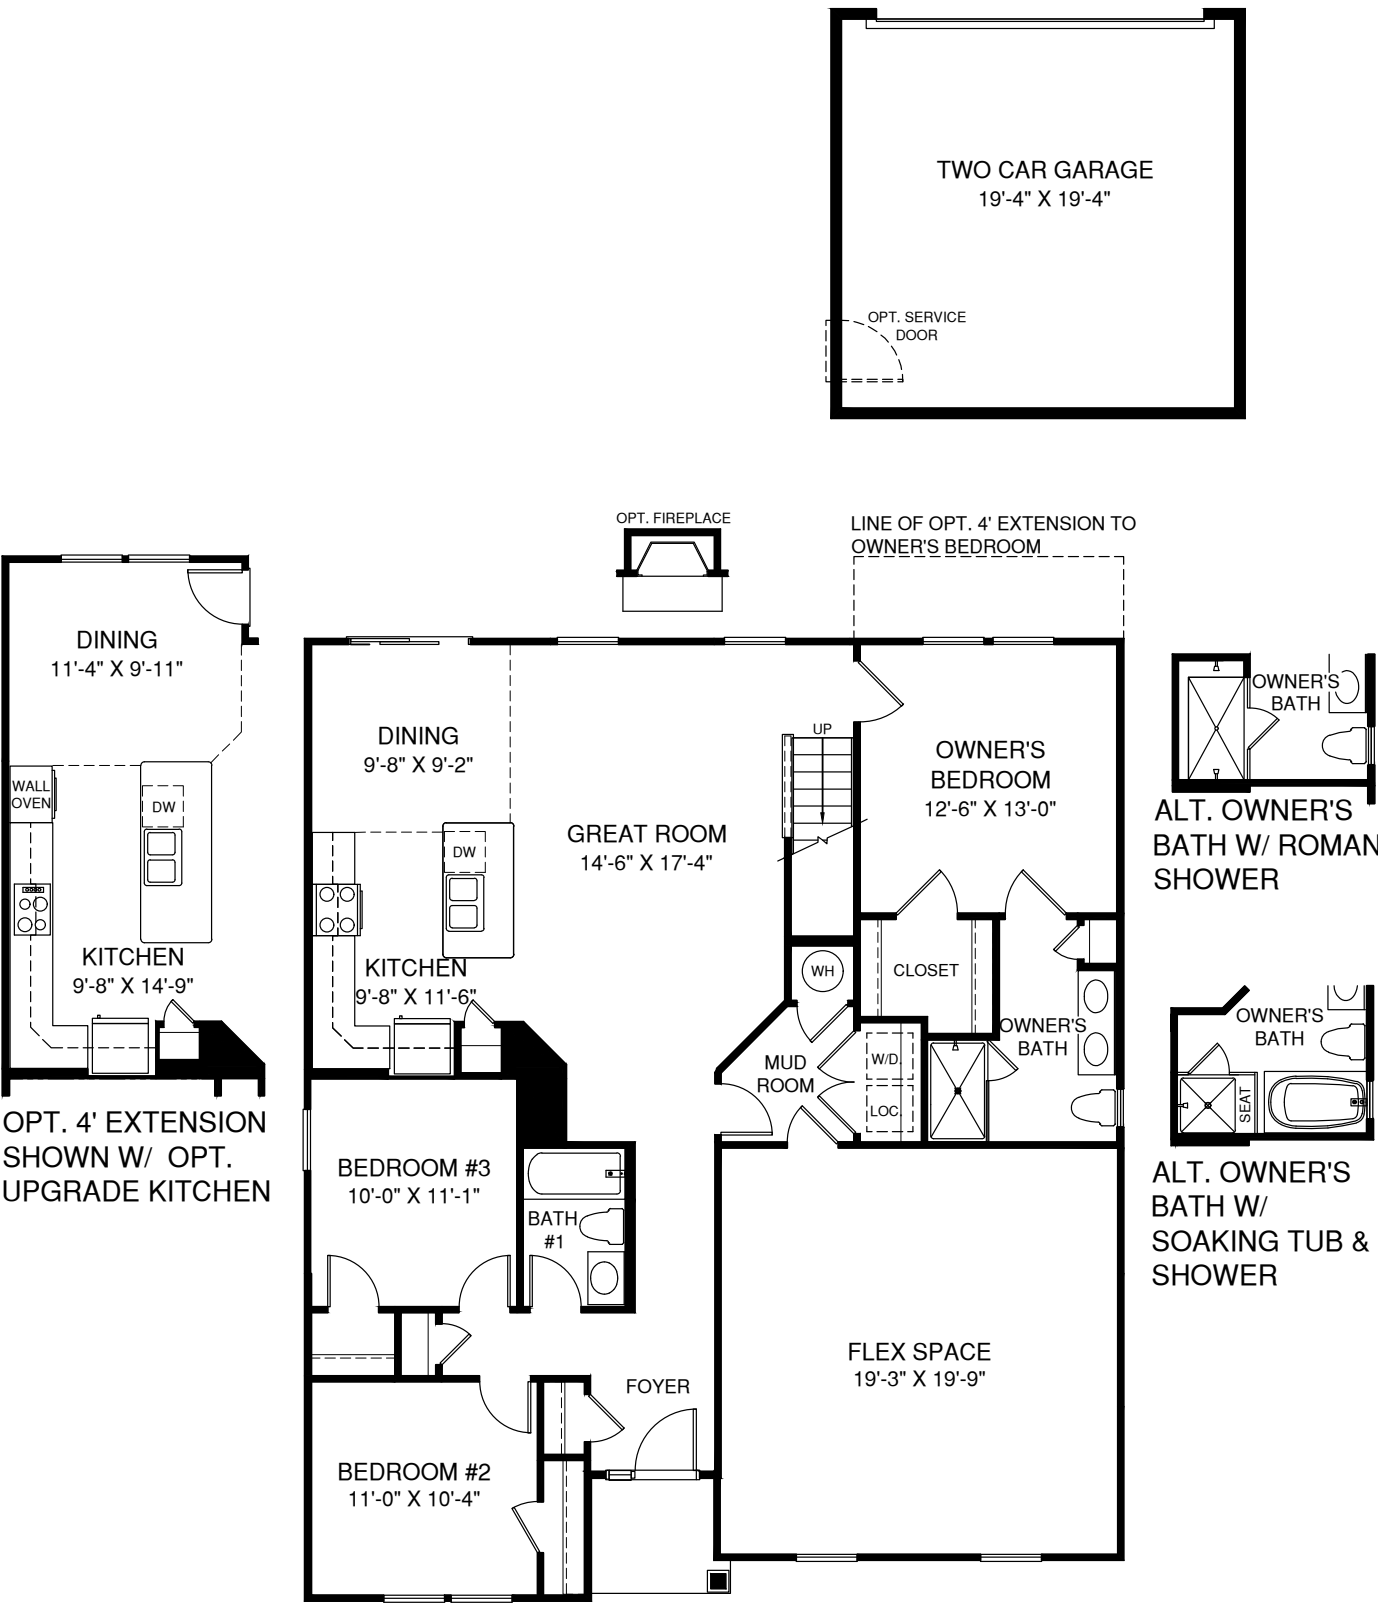 TWO CAR GARAGE
19'-4" X 19'-4"
OPT. SERVICE
DOOR
OPT. FIREPLACE
LINE OF OPT. 4' EXTENSION TO
OWNER'S BEDROOM
DINING
11'-4" X 9'-11"
WALL
OVEN
DW
KITCHEN
9'-8" X 14'-9"
OPT. 4' EXTENSION
SHOWN W/ OPT.
UPGRADE KITCHEN
DINING
9'-8" X 9'-2"
DW
KITCHEN
9'-8" X 11'-6"
GREAT ROOM
14'-6" X 17'-4"
UP
OWNER'S
BEDROOM
12'-6" X 13'-0"
WH
CLOSET
OWNER'S
BATH
MUD
ROOM
W/D.
LOC.
OWNER'S
BATH
ALT. OWNER'S
BATH W/ ROMAN
SHOWER
OWNER'S
BATH
SEAT
ALT. OWNER'S
BATH W/
SOAKING TUB &
SHOWER
BEDROOM #3
10'-0" X 11'-1"
BATH
#1
FLEX SPACE
19'-3" X 19'-9"
FOYER
BEDROOM #2
11'-0" X 10'-4"